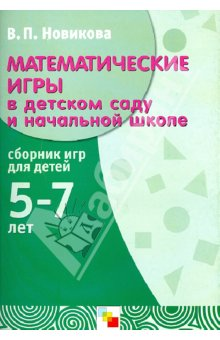 В. П. Новикова
МАТЕМАТИЧЕСКИЕ
ИГРЫ
в детском саду
и начальной школе
сборник игр
для детей
5-7
лет